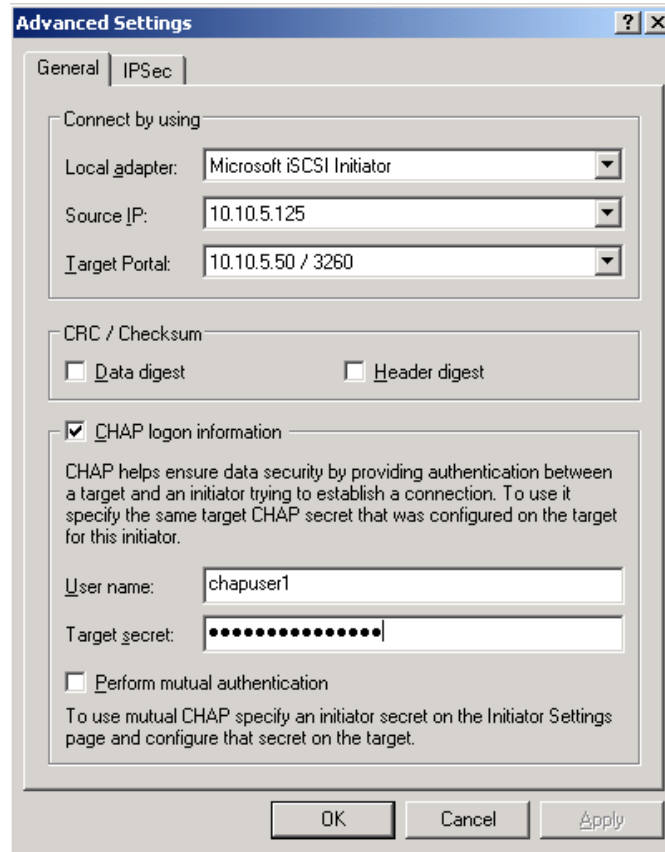 Advanced Settings
General
IPSec
Connect by using
Local adapter: Microsoft iSCSI Initiator
Source IP: 10.10.5.125
Target Portal: 10.10.5.50 / 3260
CRC / Checksum
Data digest
Header digest
CHAP logon information
CHAP helps ensure data security by providing authentication between
a target and an initiator trying to establish a connection. To use it
specify the same target CHAP secret that was configured on the target
for this initiator.
User name: chapuser1
Target secret: ●●●●●●●●●●●●●●●
Perform mutual authentication
To use mutual CHAP specify an initiator secret on the Initiator Settings
page and configure that secret on the target.
OK
Cancel
Apply